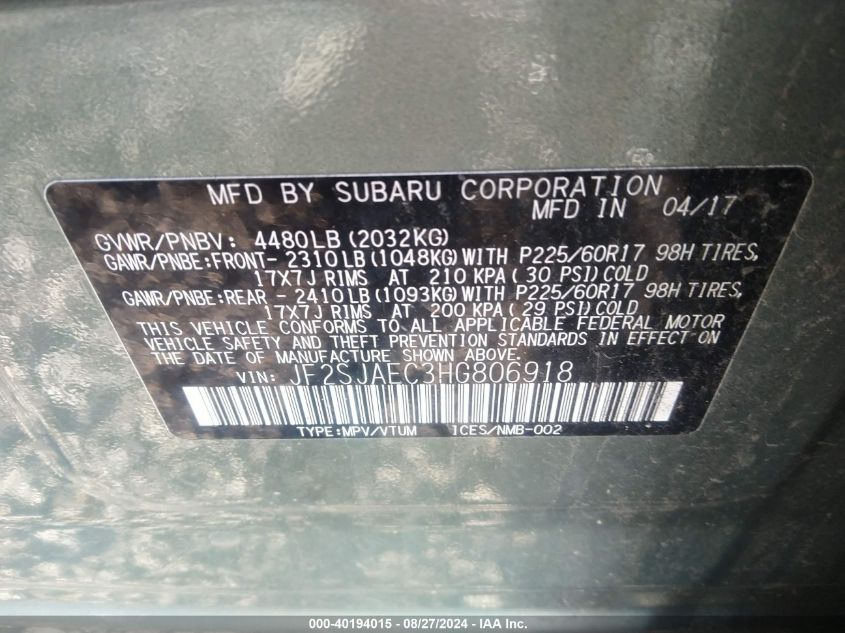 MFD BY SUBARU CORPORATION
MFD IN 04/17
GVWR/PNBV: 4480LB (2032KG)
GAWR/PNBE:FRONT- 2310LB (1048KG) WITH P225/60R17 98H TIRES,
17X7J RIMS AT 210 KPA ( 30 PSI) COLD
GAWR/PNBE:REAR - 2410LB (1093KG) WITH P225/60R17 98H TIRES,
17X7J RIMS AT 200 KPA ( 29 PSI) COLD
THIS VEHICLE CONFORMS TO ALL APPLICABLE FEDERAL MOTOR
VEHICLE SAFETY AND THEFT PREVENTION STANDARDS IN EFFECT ON
THE DATE OF MANUFACTURE SHOWN ABOVE.
VIN: JF2SJAEC3HG806918
TYPE:MPV/VTUM ICES/NMB-002
000-40194015 - 08/27/2024 - IAA Inc.